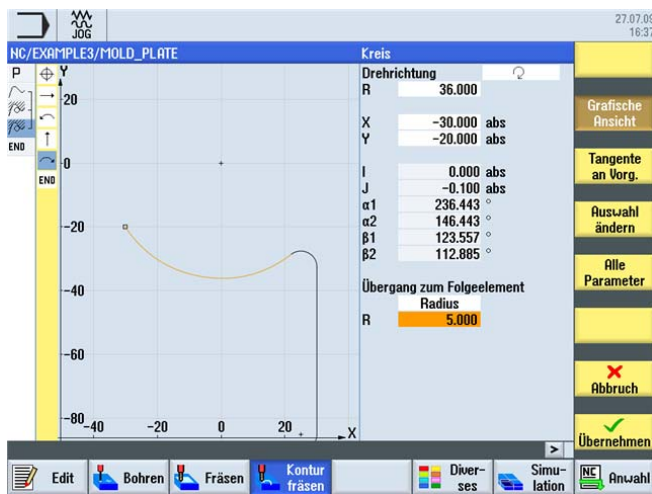 JOG
27.07.09
16:37
NC/EXAMPLE3/MOLD_PLATE
Kreis
P
END
END
Y
20
0
-20
-40
-60
-80
-40
-20
0
20
X
Drehrichtung
R 36.000
X -30.000 abs
Y -20.000 abs
I 0.000 abs
J -0.100 abs
α1 236.443 °
α2 146.443 °
β1 123.557 °
β2 112.885 °
Übergang zum Folgeelement
Radius
R 5.000
Grafische
Ansicht
Tangente
an Vorg.
Auswahl
ändern
Alle
Parameter
Abbruch
Übernehmen
>
Edit
Bohren
Fräsen
Kontur
fräsen
Diver-
ses
Simu-
lation
NC
Anwahl